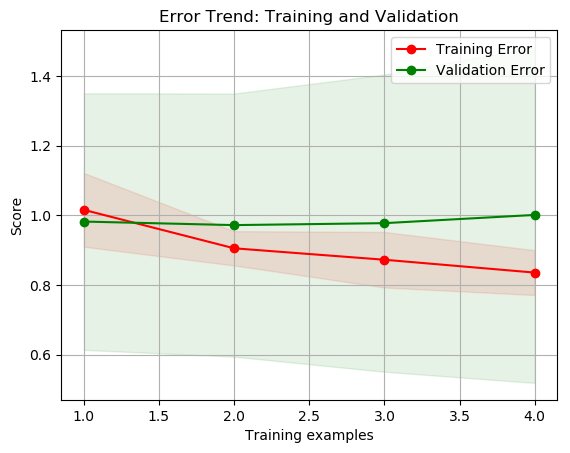 Error Trend: Training and Validation
Training Error
Validation Error
1.4
1.2
1.0
0.8
0.6
Score
1.0
1.5
2.0
2.5
3.0
3.5
4.0
Training examples